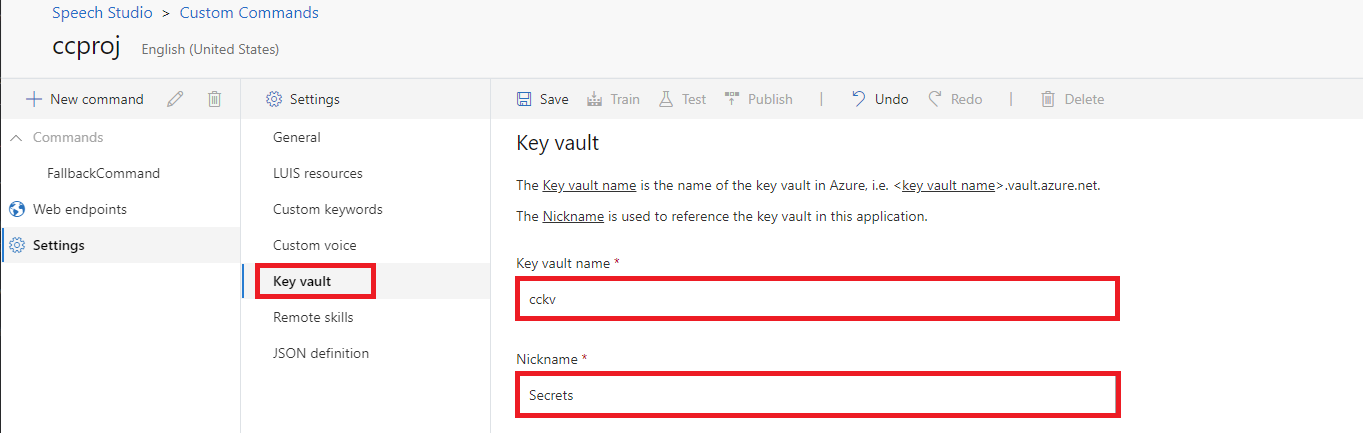 Speech Studio > Custom Commands
ccproj English (United States)
New command
Commands
FallbackCommand
Web endpoints
Settings
Settings
General
LUIS resources
Custom keywords
Custom voice
Key vault
Remote skills
JSON definition
Save Train Test Publish | Undo Redo | Delete
Key vault
The Key vault name is the name of the key vault in Azure, i.e. <key vault name>.vault.azure.net.
The Nickname is used to reference the key vault in this application.
Key vault name *
cckv
Nickname *
Secrets